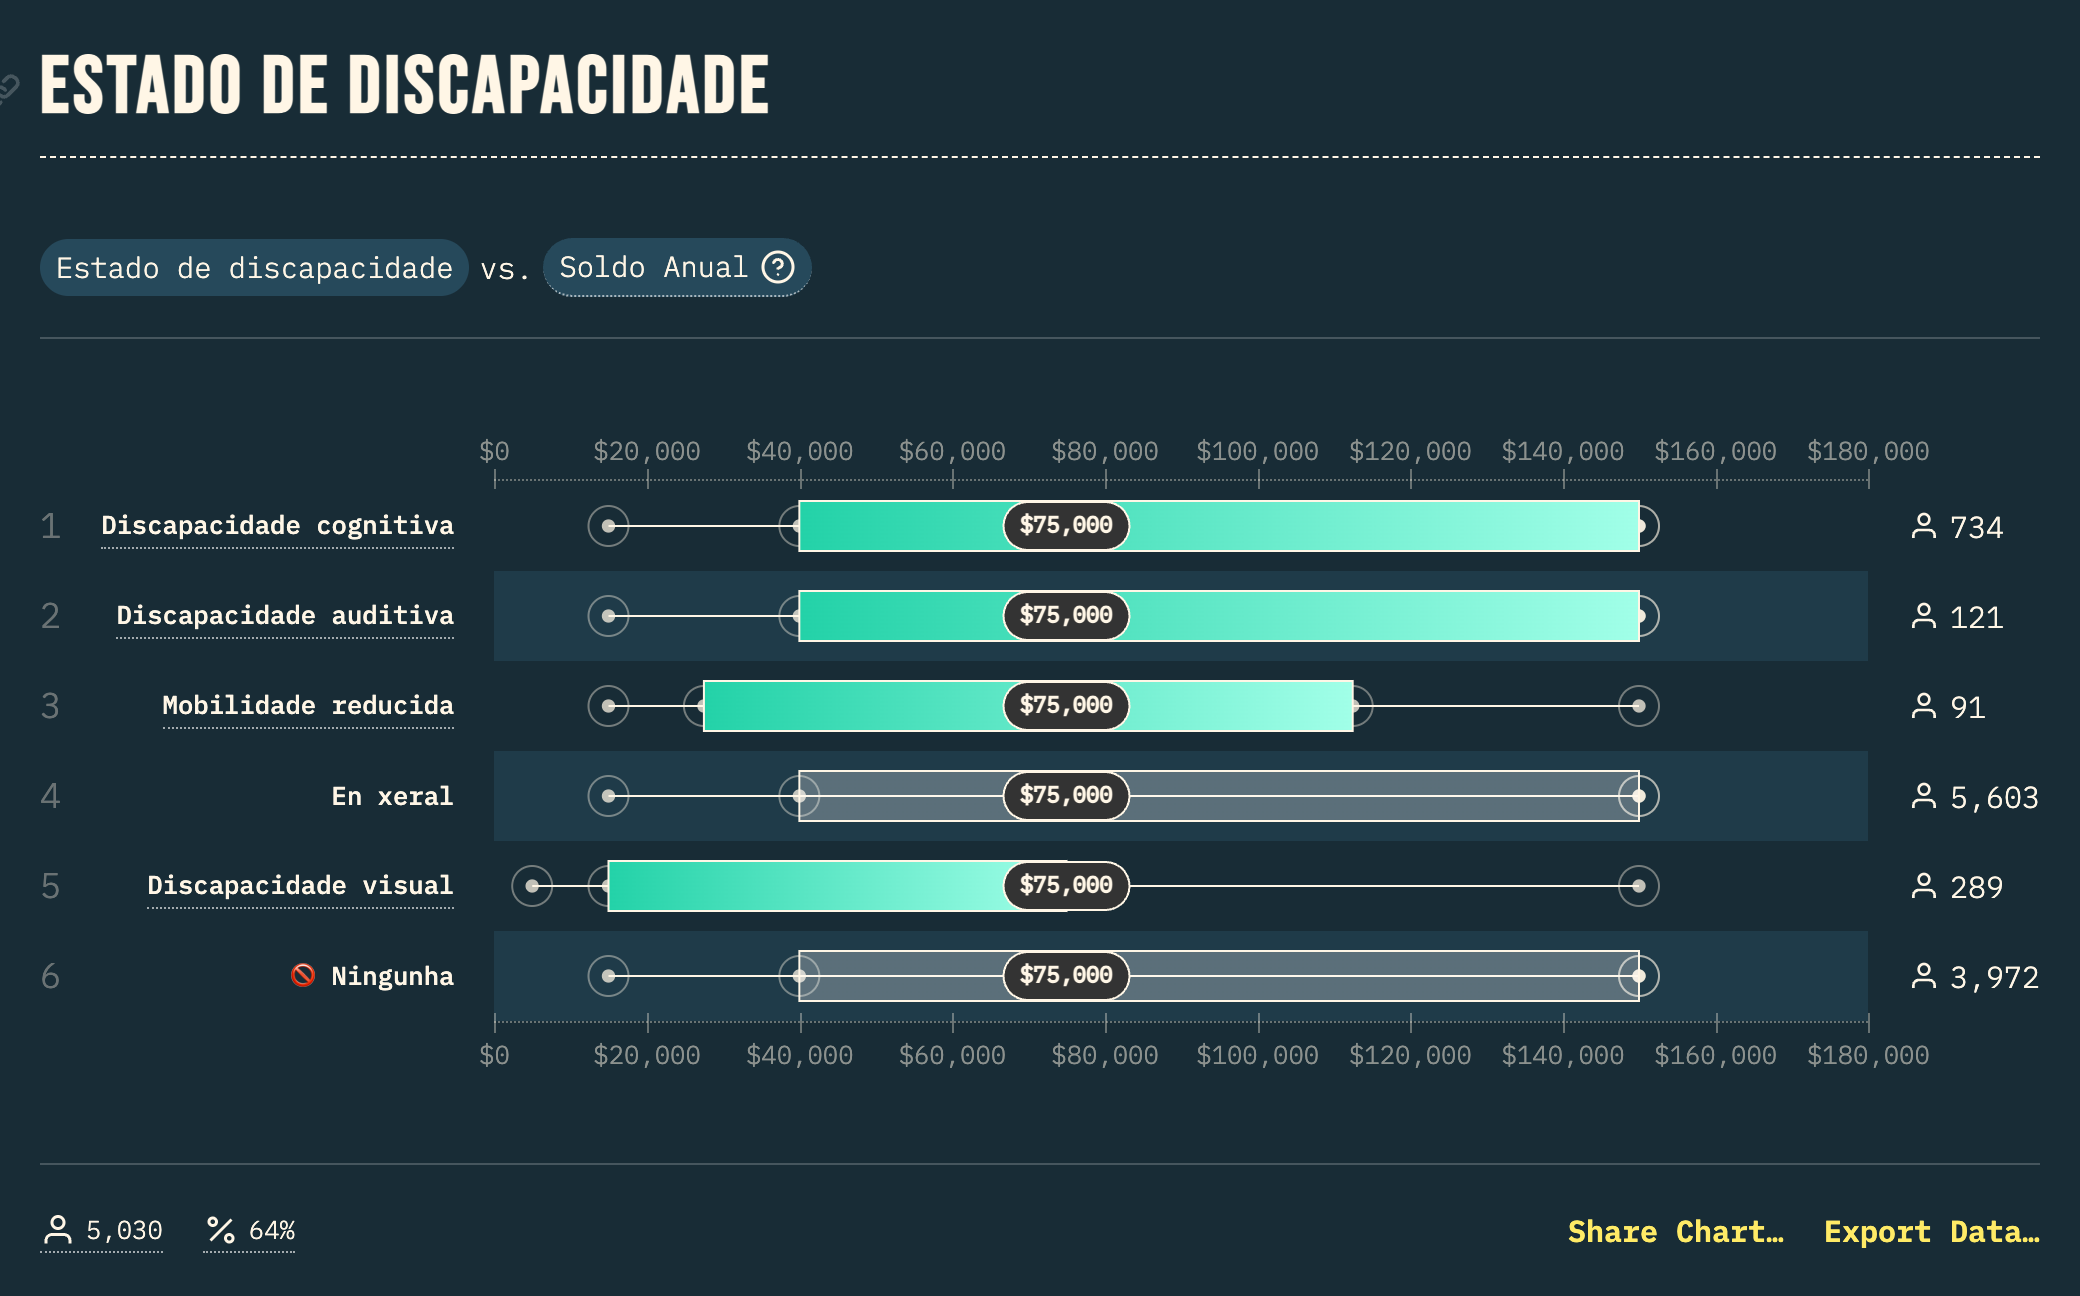 ESTADO DE DISCAPACIDADE
Estado de discapacidade vs. Soldo Anual
$0 $20,000 $40,000 $60,000 $80,000 $100,000 $120,000 $140,000 $160,000 $180,000
1 Discapacidade cognitiva $75,000 734
2 Discapacidade auditiva $75,000 121
3 Mobilidade reducida $75,000 91
4 En xeral $75,000 5,603
5 Discapacidade visual $75,000 289
6 🚫 Ningunha $75,000 3,972
$0 $20,000 $40,000 $60,000 $80,000 $100,000 $120,000 $140,000 $160,000 $180,000
5,030 % 64% Share Chart… Export Data…